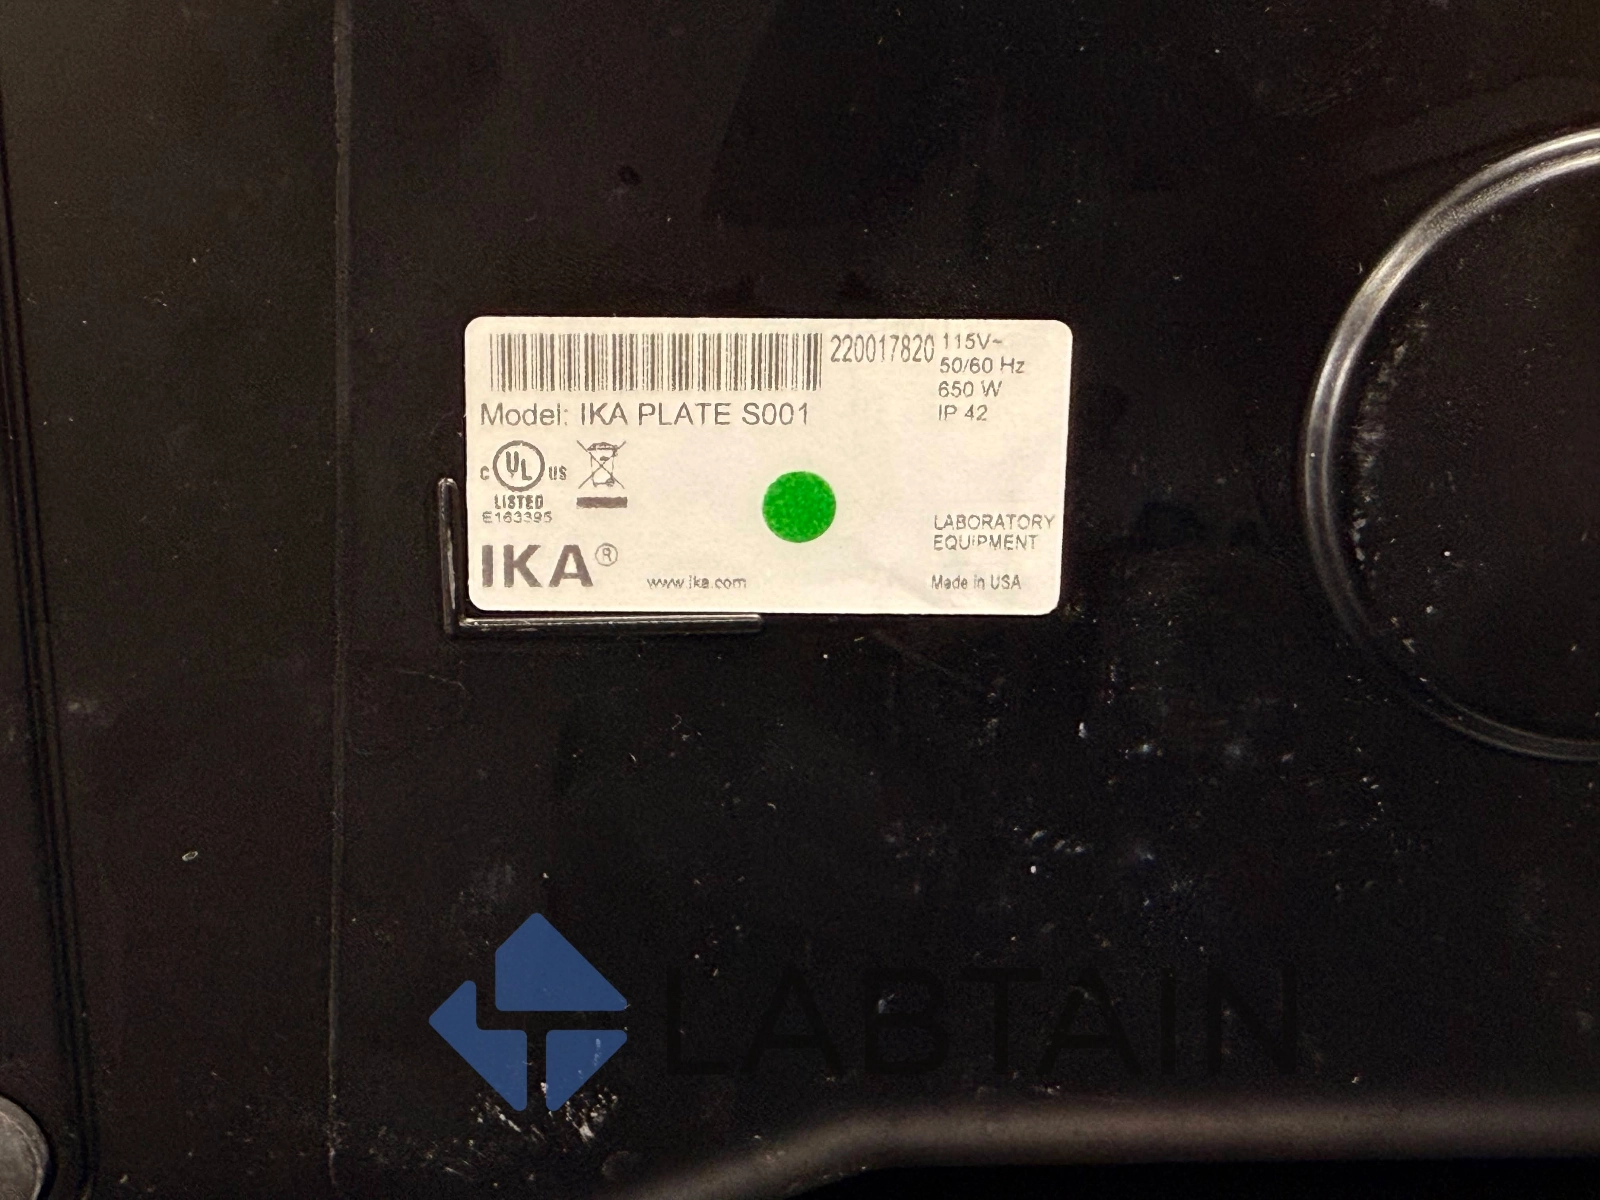 220017820
115V~
50/60 Hz
650 W
IP 42
Model: IKA PLATE S001
c UL us
LISTED
E163395
LABORATORY
EQUIPMENT
IKA®
www.ika.com
Made in USA
LABTAIN